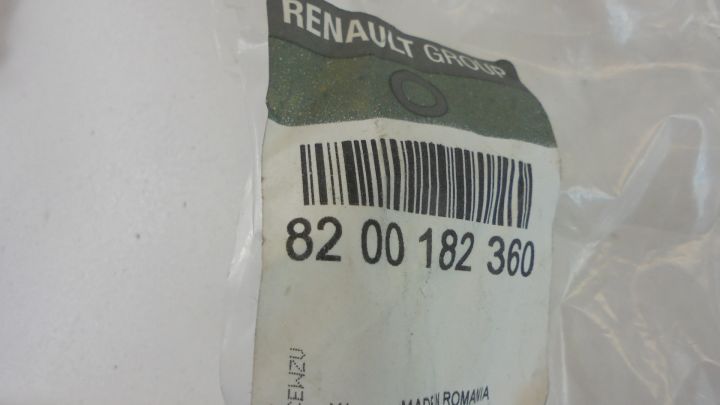 RENAULT GROUP
82 00 182 360
MADE IN ROMANIA